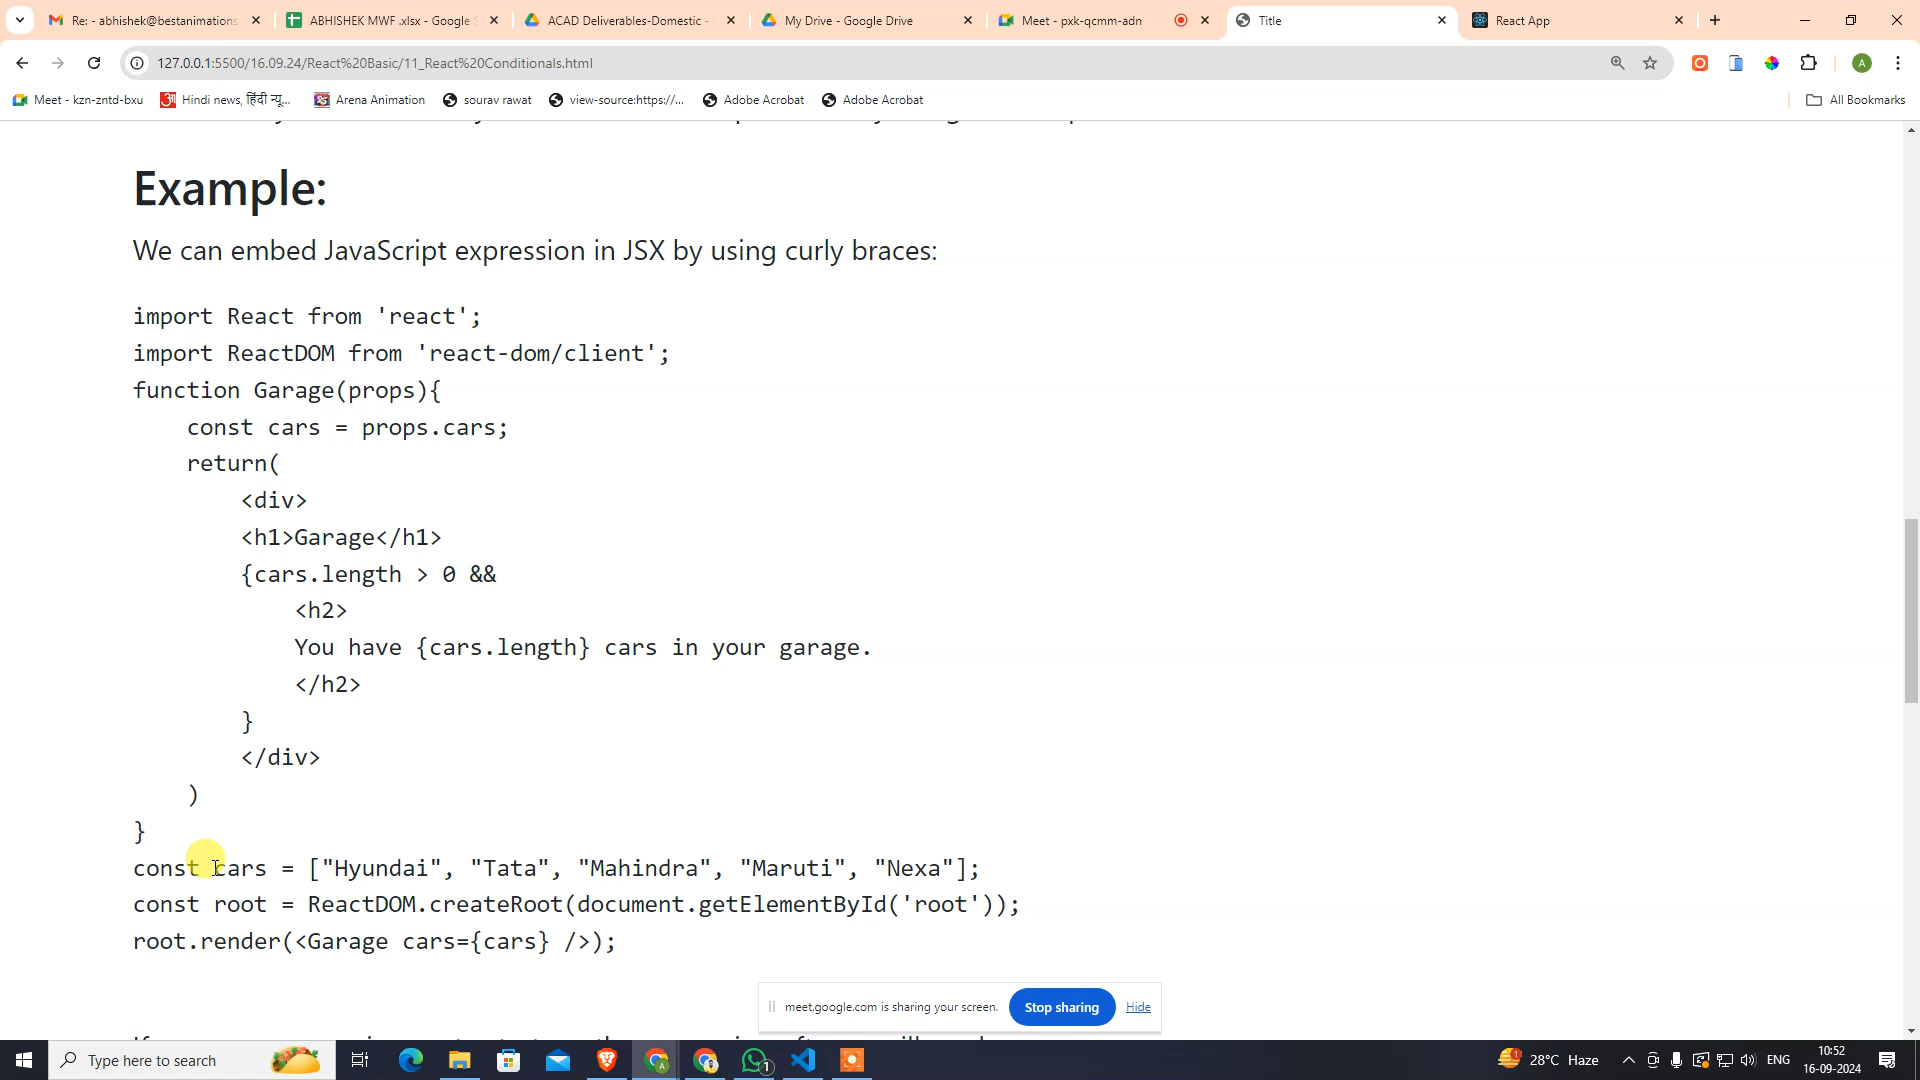 Re: - abhishek@bestanimations
ABHISHEK MWF .xlsx - Google S
ACAD Deliverables-Domestic -
My Drive - Google Drive
Meet - pxk-qcmm-adn
Title
React App
127.0.0.1:5500/16.09.24/React%20Basic/11_React%20Conditionals.html
A
Meet - kzn-zntd-bxu
Hindi news, हिंदी न्यू...
Arena Animation
sourav rawat
view-source:https://...
Adobe Acrobat
Adobe Acrobat
All Bookmarks
Example:
We can embed JavaScript expression in JSX by using curly braces:
import React from 'react';
import ReactDOM from 'react-dom/client';
function Garage(props){
const cars = props.cars;
return(
<div>
<h1>Garage</h1>
{cars.length > 0 &&
<h2>
You have {cars.length} cars in your garage.
</h2>
}
</div>
)
}
const cars = ["Hyundai", "Tata", "Mahindra", "Maruti", "Nexa"];
const root = ReactDOM.createRoot(document.getElementById('root'));
root.render(<Garage cars={cars} />);
meet.google.com is sharing your screen.
Stop sharing
Hide
Type here to search
28°C Haze
ENG
10:52
16-09-2024